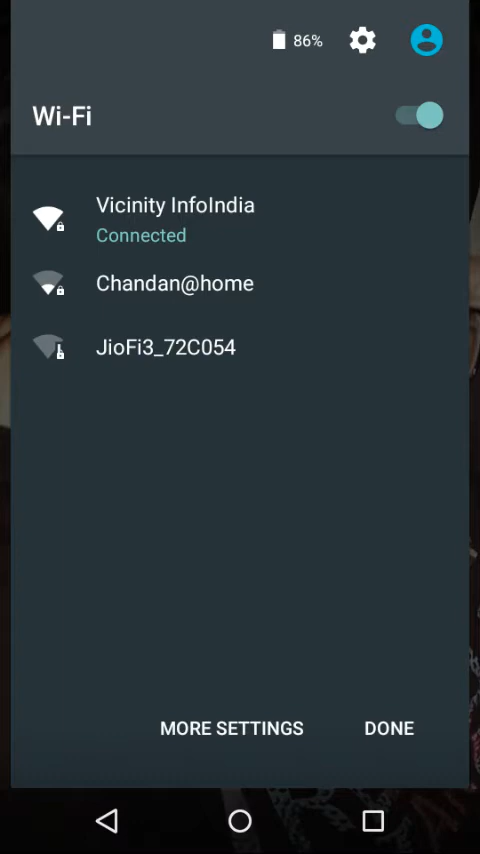 86%
Wi-Fi
Vicinity InfoIndia
Connected
Chandan@home
JioFi3_72C054
MORE SETTINGS
DONE